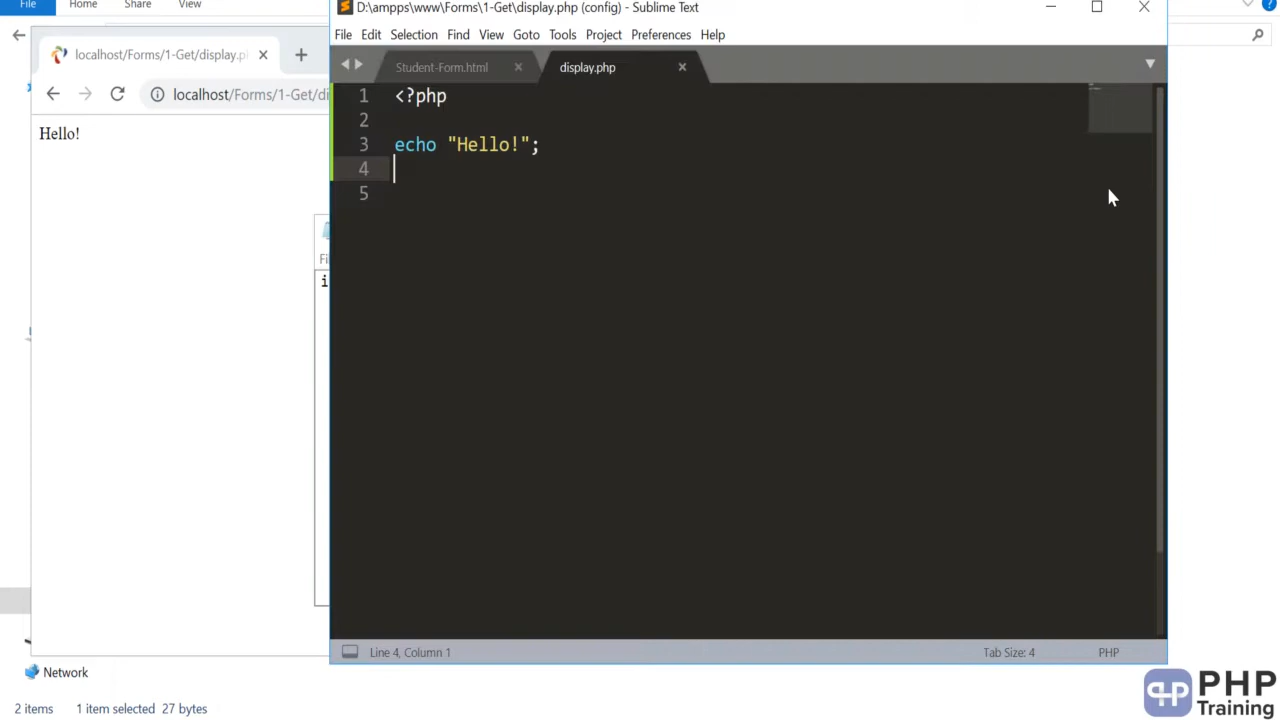 File Home Share View
D:\ampps\www\Forms\1-Get\display.php (config) - Sublime Text
File Edit Selection Find View Goto Tools Project Preferences Help
localhost/Forms/1-Get/display.p
Student-Form.html display.php
localhost/Forms/1-Get/di
Hello!
1 <?php
2
3 echo "Hello!";
4
5
Line 4, Column 1 Tab Size: 4 PHP
Network
2 items 1 item selected 27 bytes
PHP
Training